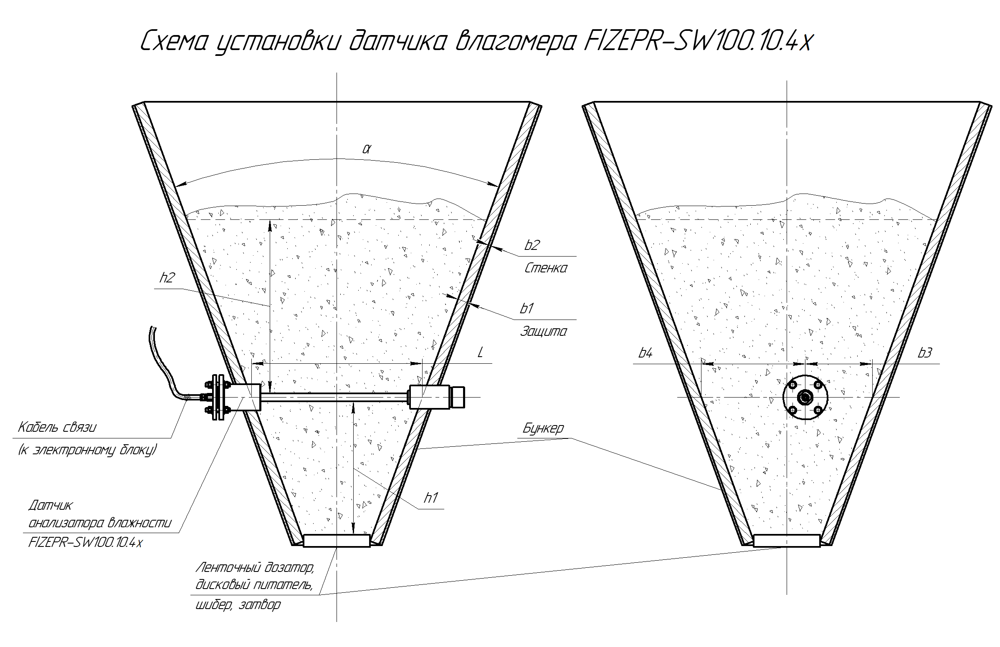 Схема установки датчика влагомера FIZEPR-SW100.10.4x
α
b2
Стенка
h2
b1
Защита
L
b4
b3
Кабель связи
(к электронному блоку)
Бункер
h1
Датчик
анализатора влажности
FIZEPR-SW100.10.4x
Ленточный дозатор,
дисковый питатель,
шибер, затвор